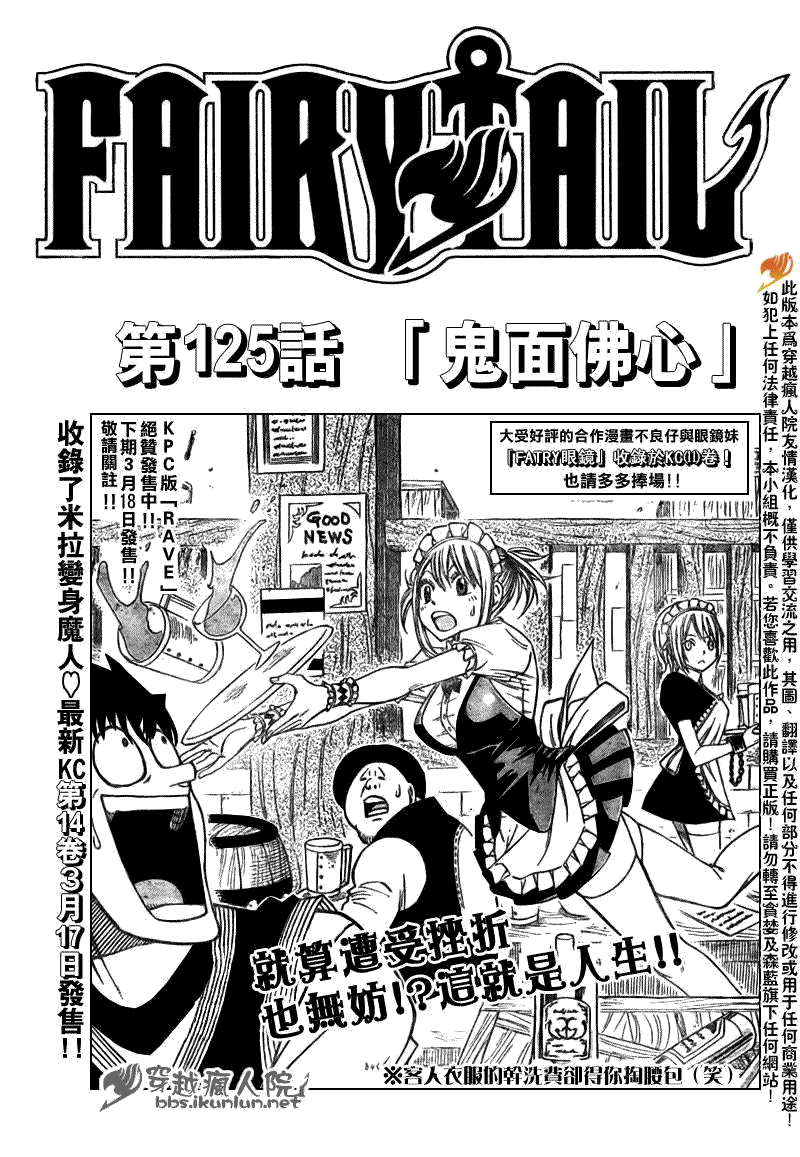 FAIRY TAIL
第125話 「鬼面佛心」
大受好評的合作漫畫不良仔與眼鏡妹
「FAIRY眼鏡」收錄於KC(1)卷！
也請多多捧場!!
KPC版「RAVE」
絕贊發售中!!
下期3月18日發售!!
敬請關註!!
收錄了米拉變身魔人♡最新KC第14卷3月17日發售!!
GOOD
NEWS
就算遭受挫折
也無妨!?這就是人生!!
※客人衣服的幹洗費卻得你掏腰包（笑）
穿越瘋人院
bbs.ikunlun.net
此版本爲穿越瘋人院友情漢化，僅供學習交流之用，其圖、翻譯以及任何部分不得進行修改或用于任何商業用途！
如犯上任何法律責任，本小組概不負責。若您喜歡此作品，請購買正版！請勿轉至貪婪及森藍旗下任何網站！